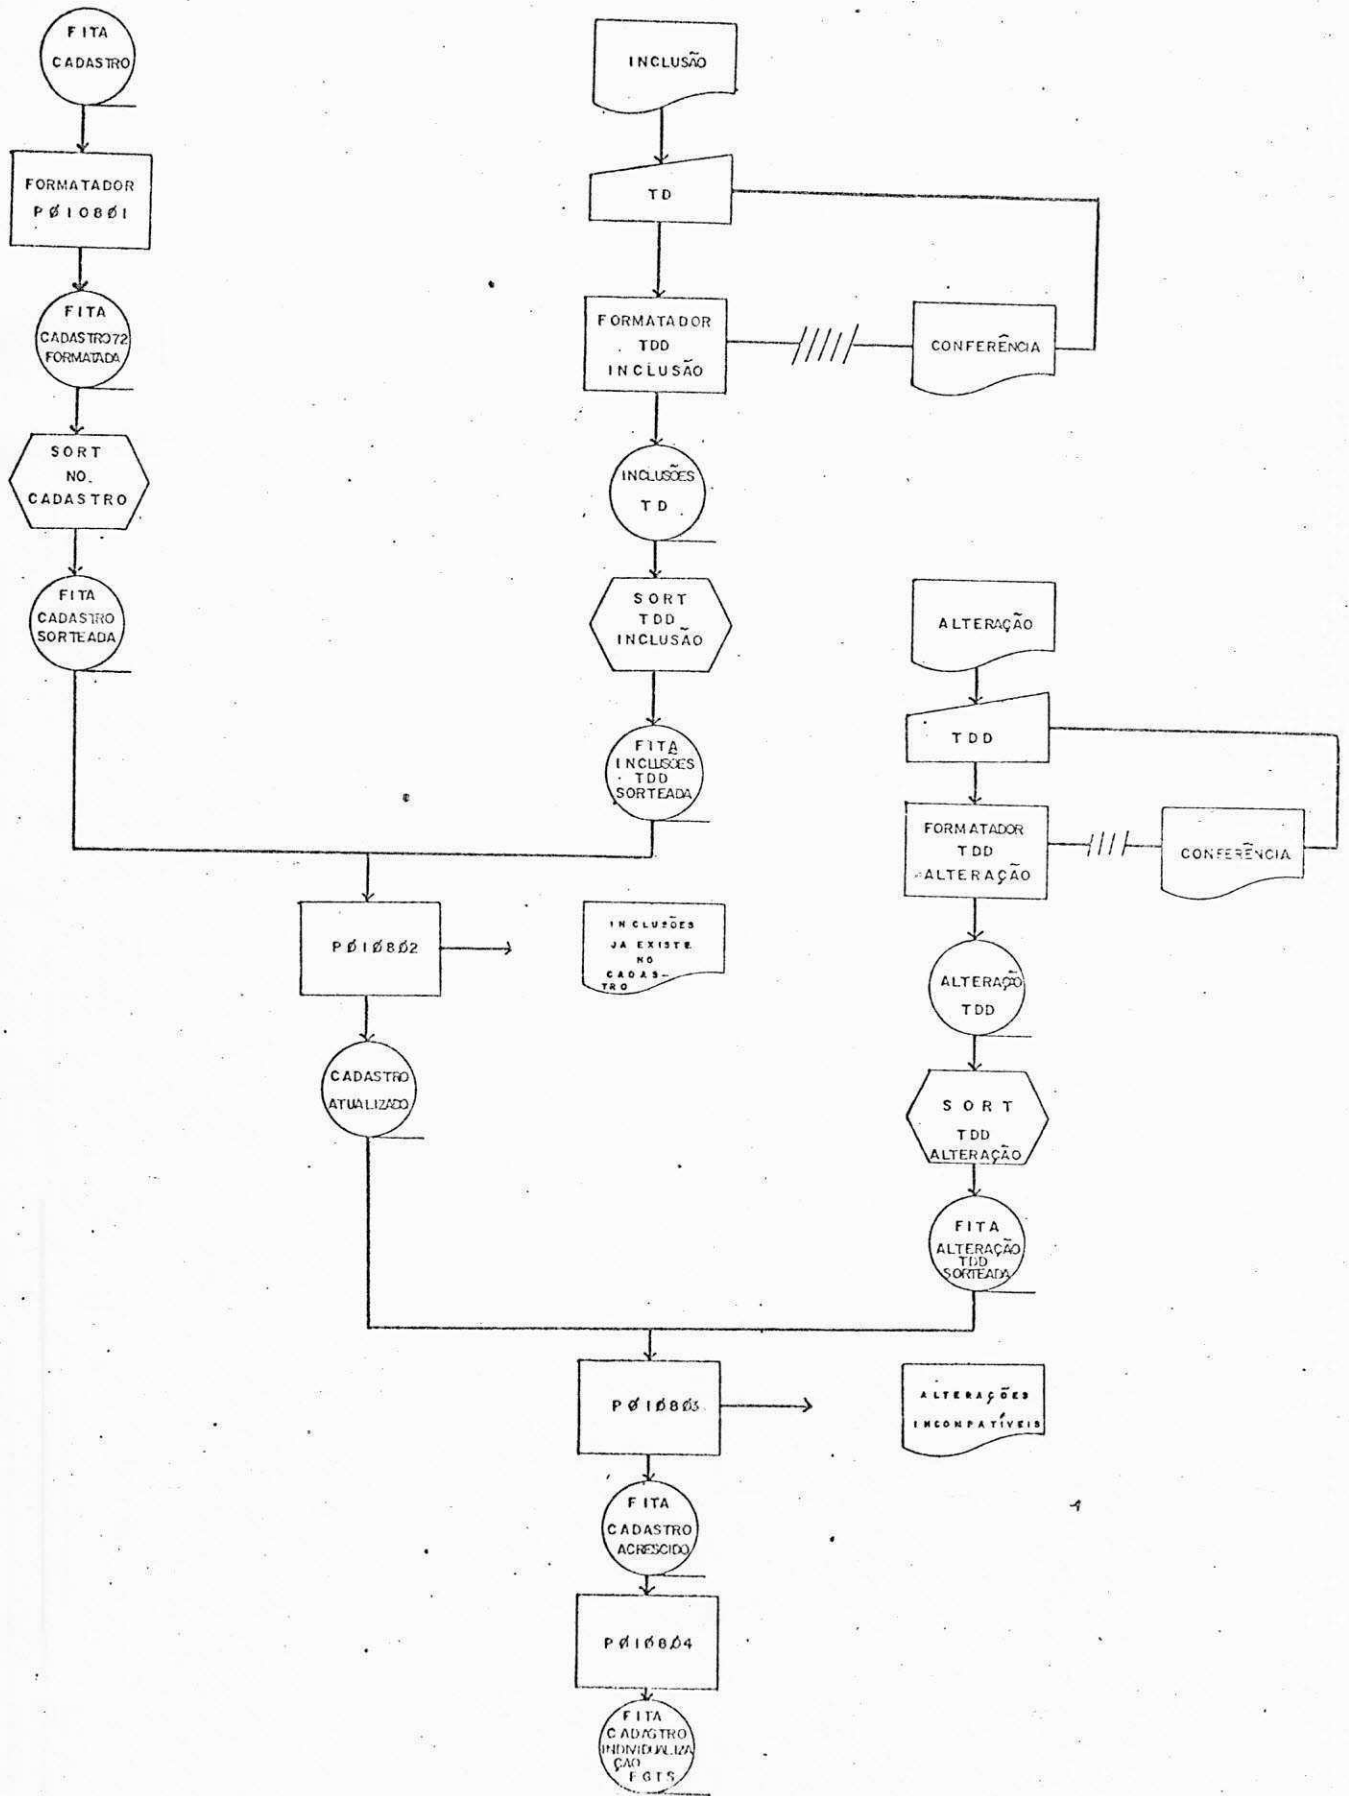 FITA
CADASTRO
FORMATADOR
PØ10801
FITA
CADASTRO72
FORMATADA
SORT
NO.
CADASTRO
FITA
CADASTRO
SORTEADA
INCLUSÃO
TD
FORMATADOR
TDD
INCLUSÃO
CONFERÊNCIA
INCLUSÕES
TD
SORT
TDD
INCLUSÃO
FITA
INCLUSÕES
TDD
SORTEADA
ALTERAÇÃO
TDD
FORMATADOR
TDD
ALTERAÇÃO
CONFERÊNCIA
ALTERAÇÃO
TDD
SORT
TDD
ALTERAÇÃO
FITA
ALTERAÇÃO
TDD
SORTEADA
PØ1Ø8Ø2
INCLUSÕES
JA EXISTE
NO
CADAS-
TRO
CADASTRO
ATUALIZADO
PØ1Ø8Ø3
ALTERAÇÕES
INCOMPATÍVEIS
FITA
CADASTRO
ACRESCIDO
PØ1Ø8Ø4
FITA
CADASTRO
INDIVIDUALIZA
ÇÃO
FGTS